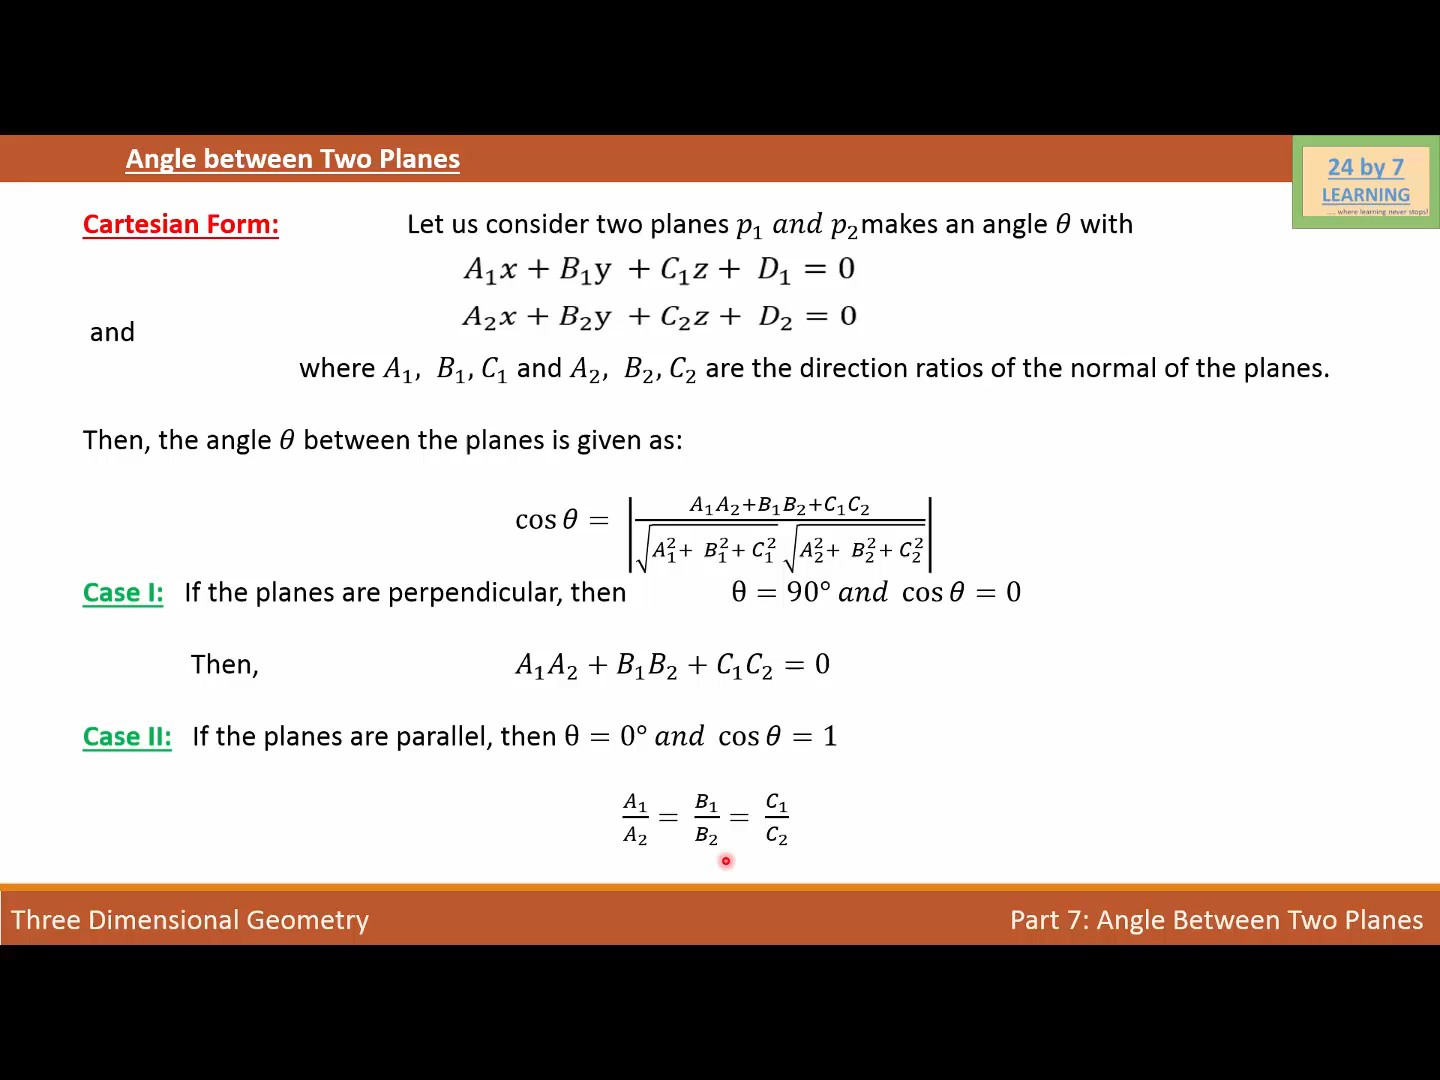 Angle between Two Planes
24 by 7
LEARNING
.... where learning never stops!
Cartesian Form: Let us consider two planes p₁ and p₂makes an angle θ with
A₁x + B₁y + C₁z + D₁ = 0
and A₂x + B₂y + C₂z + D₂ = 0
where A₁, B₁, C₁ and A₂, B₂, C₂ are the direction ratios of the normal of the planes.
Then, the angle θ between the planes is given as:
cos θ = |(A₁A₂+B₁B₂+C₁C₂)/(√(A₁²+ B₁²+ C₁²) √(A₂²+ B₂²+ C₂²))|
Case I: If the planes are perpendicular, then θ = 90° and cos θ = 0
Then, A₁A₂ + B₁B₂ + C₁C₂ = 0
Case II: If the planes are parallel, then θ = 0° and cos θ = 1
A₁/A₂ = B₁/B₂ = C₁/C₂
Three Dimensional Geometry
Part 7: Angle Between Two Planes